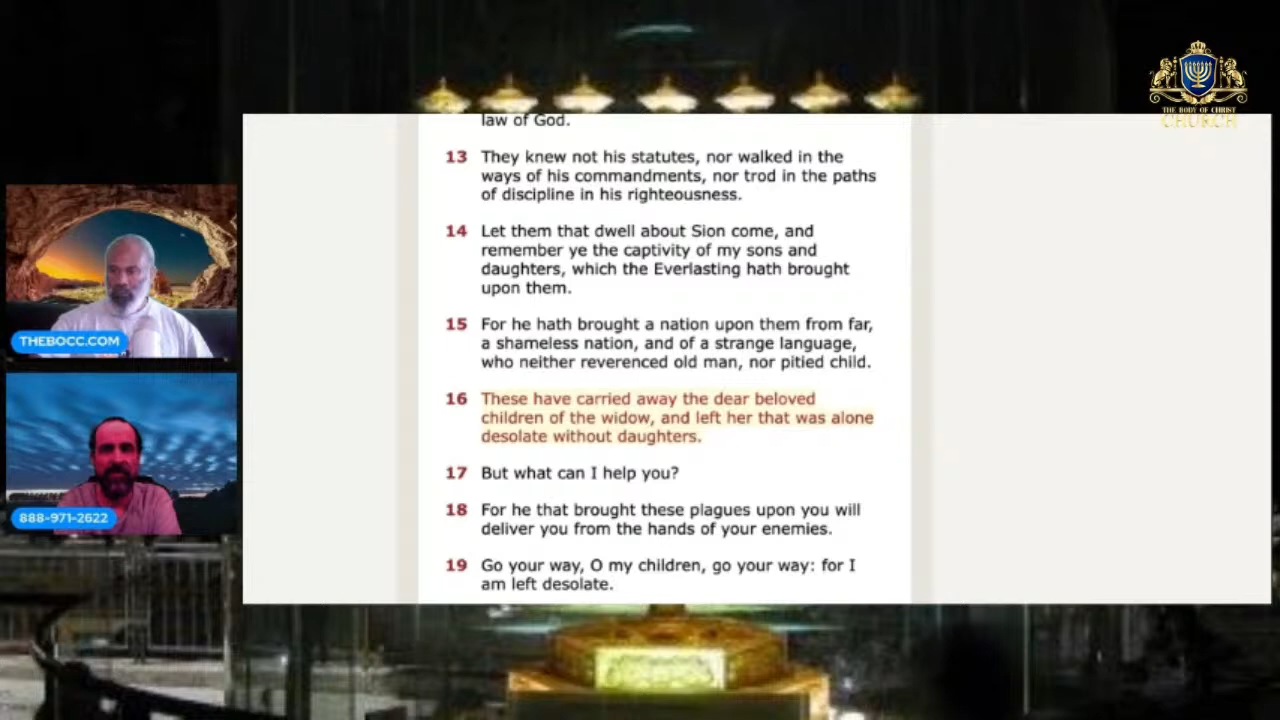 THE BODY OF CHRIST
CHURCH
law of God.
13 They knew not his statutes, nor walked in the
ways of his commandments, nor trod in the paths
of discipline in his righteousness.
14 Let them that dwell about Sion come, and
remember ye the captivity of my sons and
daughters, which the Everlasting hath brought
upon them.
15 For he hath brought a nation upon them from far,
a shameless nation, and of a strange language,
who neither reverenced old man, nor pitied child.
16 These have carried away the dear beloved
children of the widow, and left her that was alone
desolate without daughters.
17 But what can I help you?
18 For he that brought these plagues upon you will
deliver you from the hands of your enemies.
19 Go your way, O my children, go your way: for I
am left desolate.
THEBOCC.COM
888-971-2622